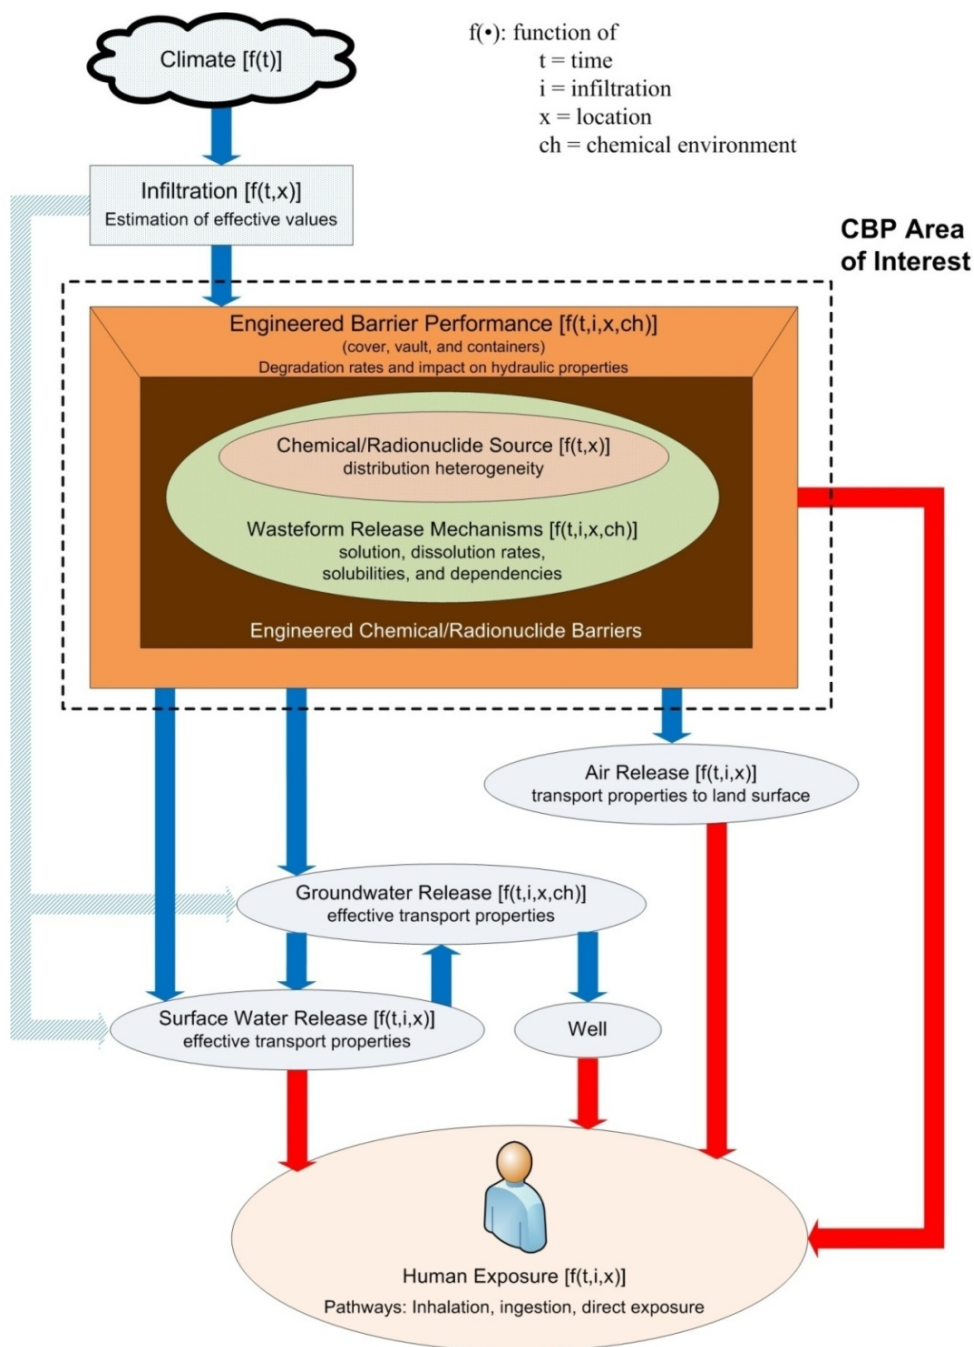 Climate [f(t)]
f(•): function of
t = time
i = infiltration
x = location
ch = chemical environment
Infiltration [f(t,x)]
Estimation of effective values
CBP Area
of Interest
Engineered Barrier Performance [f(t,i,x,ch)]
(cover, vault, and containers)
Degradation rates and impact on hydraulic properties
Chemical/Radionuclide Source [f(t,x)]
distribution heterogeneity
Wasteform Release Mechanisms [f(t,i,x,ch)]
solution, dissolution rates,
solubilities, and dependencies
Engineered Chemical/Radionuclide Barriers
Air Release [f(t,i,x)]
transport properties to land surface
Groundwater Release [f(t,i,x,ch)]
effective transport properties
Surface Water Release [f(t,i,x)]
effective transport properties
Well
Human Exposure [f(t,i,x)]
Pathways: Inhalation, ingestion, direct exposure